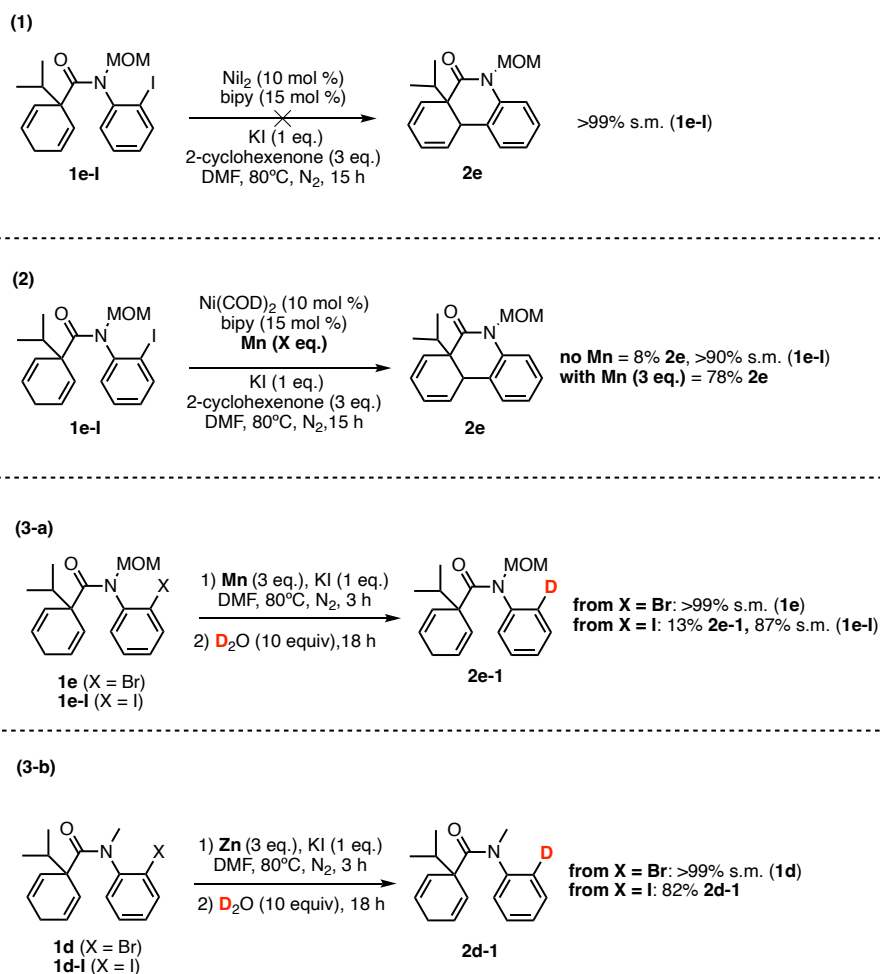 (1)
O
N
MOM
I
1e-I
NiI₂ (10 mol %)
bipy (15 mol %)
KI (1 eq.)
2-cyclohexenone (3 eq.)
DMF, 80ºC, N₂, 15 h
O
N
MOM
2e
>99% s.m. (1e-I)
(2)
O
N
MOM
I
1e-I
Ni(COD)₂ (10 mol %)
bipy (15 mol %)
Mn (X eq.)
KI (1 eq.)
2-cyclohexenone (3 eq.)
DMF, 80ºC, N₂,15 h
O
N
MOM
2e
no Mn = 8% 2e, >90% s.m. (1e-I)
with Mn (3 eq.) = 78% 2e
(3-a)
O
N
MOM
X
1e (X = Br)
1e-I (X = I)
1) Mn (3 eq.), KI (1 eq.)
DMF, 80ºC, N₂, 3 h
2) D₂O (10 equiv),18 h
O
N
MOM
D
2e-1
from X = Br: >99% s.m. (1e)
from X = I: 13% 2e-1, 87% s.m. (1e-I)
(3-b)
O
N
X
1d (X = Br)
1d-I (X = I)
1) Zn (3 eq.), KI (1 eq.)
DMF, 80ºC, N₂, 3 h
2) D₂O (10 equiv), 18 h
O
N
D
2d-1
from X = Br: >99% s.m. (1d)
from X = I: 82% 2d-1